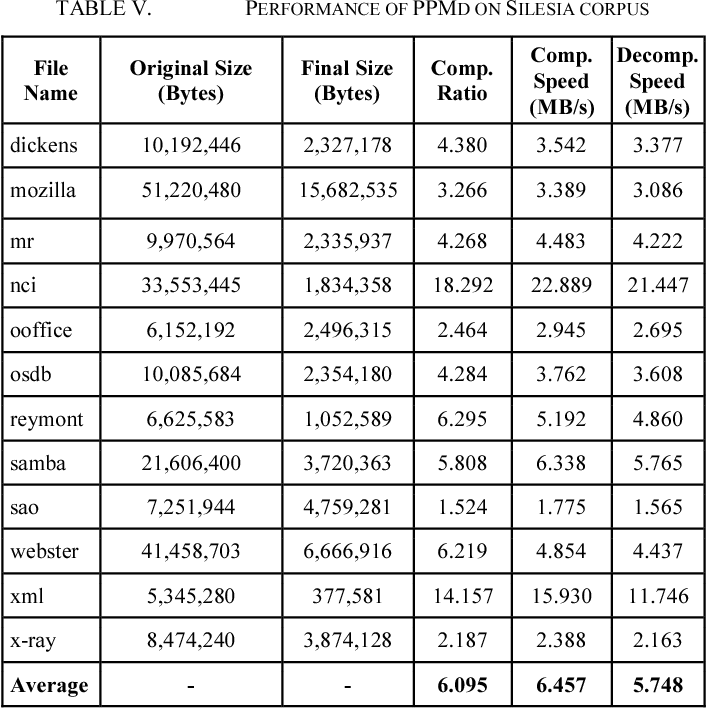 TABLE V. PERFORMANCE OF PPMD ON SILESIA CORPUS
File Name Original Size (Bytes) Final Size (Bytes) Comp. Ratio Comp. Speed (MB/s) Decomp. Speed (MB/s)
dickens 10,192,446 2,327,178 4.380 3.542 3.377
mozilla 51,220,480 15,682,535 3.266 3.389 3.086
mr 9,970,564 2,335,937 4.268 4.483 4.222
nci 33,553,445 1,834,358 18.292 22.889 21.447
ooffice 6,152,192 2,496,315 2.464 2.945 2.695
osdb 10,085,684 2,354,180 4.284 3.762 3.608
reymont 6,625,583 1,052,589 6.295 5.192 4.860
samba 21,606,400 3,720,363 5.808 6.338 5.765
sao 7,251,944 4,759,281 1.524 1.775 1.565
webster 41,458,703 6,666,916 6.219 4.854 4.437
xml 5,345,280 377,581 14.157 15.930 11.746
x-ray 8,474,240 3,874,128 2.187 2.388 2.163
Average - - 6.095 6.457 5.748